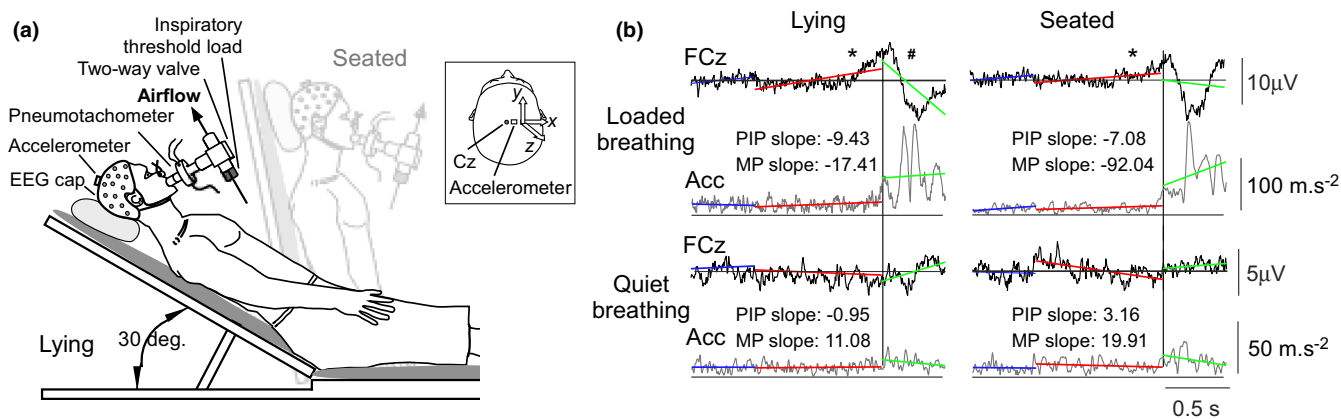 (a)
Inspiratory
threshold load
Two-way valve
Airflow
Pneumotachometer
Accelerometer
EEG cap
Seated
y
x
z
Cz
Accelerometer
Lying
30 deg.
(b)
Lying
Seated
FCz
*
#
*
10μV
Loaded
breathing
PIP slope: -9.43
MP slope: -17.41
PIP slope: -7.08
MP slope: -92.04
Acc
100 m.s-2
FCz
5μV
Quiet
breathing
PIP slope: -0.95
MP slope: 11.08
PIP slope: 3.16
MP slope: 19.91
Acc
50 m.s-2
0.5 s